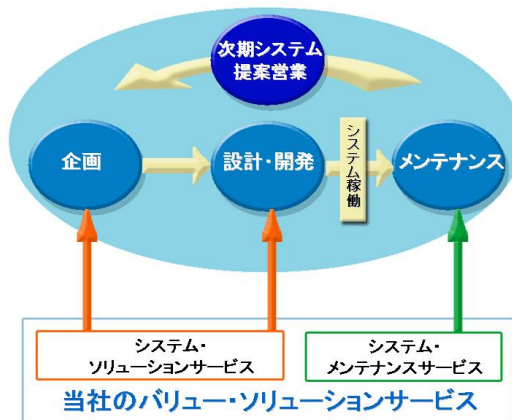 次期システム
提案営業
企画
設計・開発
システム稼働
メンテナンス
システム・
ソリューションサービス
システム・
メンテナンスサービス
当社のバリュー・ソリューションサービス